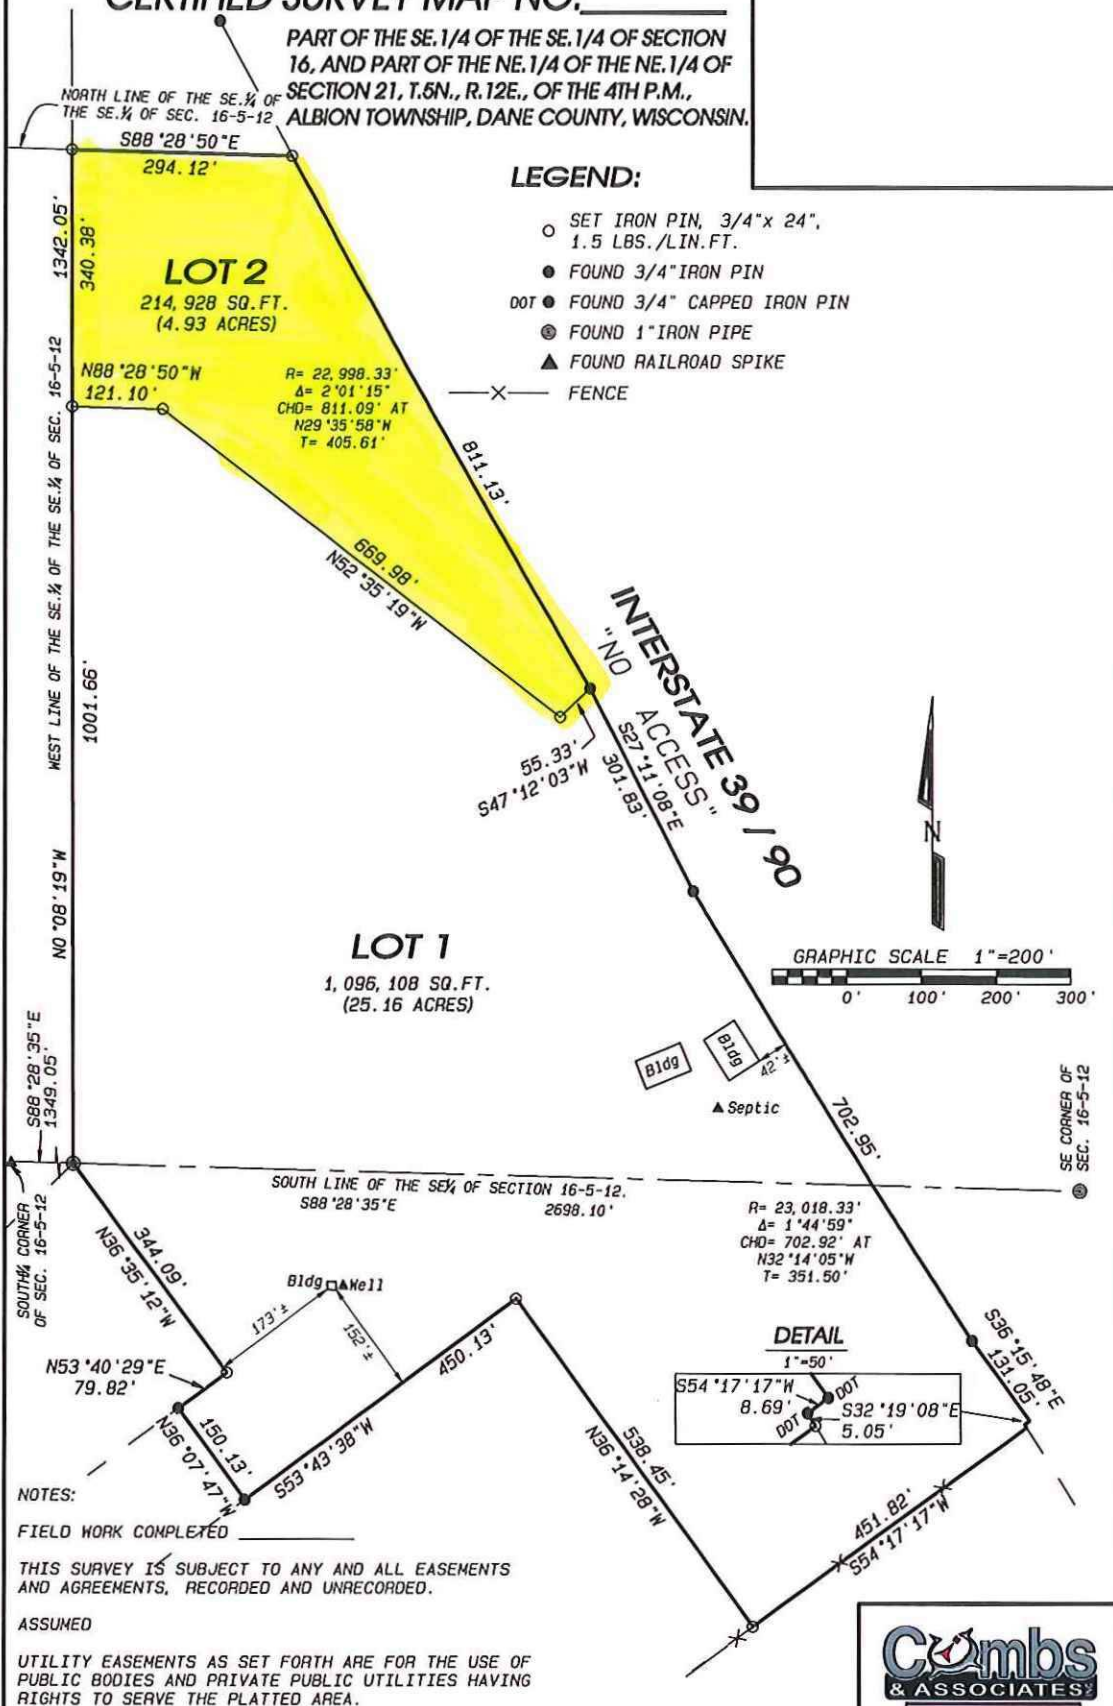 CERTIFIED SURVEY MAP NO.
PART OF THE SE.1/4 OF THE SE.1/4 OF SECTION
16, AND PART OF THE NE.1/4 OF THE NE.1/4 OF
SECTION 21, T.5N., R.12E., OF THE 4TH P.M.,
ALBION TOWNSHIP, DANE COUNTY, WISCONSIN.
NORTH LINE OF THE SE.¼ OF
THE SE.¼ OF SEC. 16-5-12
S88°28'50"E
294.12'
LEGEND:
SET IRON PIN, 3/4"x 24",
1.5 LBS./LIN.FT.
FOUND 3/4"IRON PIN
DOT FOUND 3/4" CAPPED IRON PIN
FOUND 1"IRON PIPE
FOUND RAILROAD SPIKE
FENCE
1342.05'
340.38'
LOT 2
214,928 SQ.FT.
(4.93 ACRES)
N88°28'50"W
121.10'
R= 22,998.33'
Δ= 2°01'15"
CHD= 811.09' AT
N29°35'58"W
T= 405.61'
811.13'
WEST LINE OF THE SE.¼ OF THE SE.¼ OF SEC. 16-5-12
669.98'
N52°35'19"W
INTERSTATE 39 / 90
"NO
ACCESS"
S27°11'08"E
301.83'
55.33'
S47°12'03"W
1001.66'
N0°08'19"W
N
LOT 1
1,096,108 SQ.FT.
(25.16 ACRES)
GRAPHIC SCALE 1"=200'
0' 100' 200' 300'
Bldg
Bldg
42'±
Septic
702.95'
S88°28'35"E
1349.05'
SE CORNER OF
SEC. 16-5-12
SOUTH LINE OF THE SE¼ OF SECTION 16-5-12.
S88°28'35"E 2698.10'
SOUTH¼ CORNER
OF SEC. 16-5-12
R= 23,018.33'
Δ= 1°44'59"
CHD= 702.92' AT
N32°14'05"W
T= 351.50'
344.09'
N36°35'12"W
Bldg Well
173'±
152'±
450.13'
S53°43'38"W
N53°40'29"E
79.82'
150.13'
N36°07'47"W
538.45'
N36°14'28"W
DETAIL
1"=50'
S54°17'17"W
8.69'
DOT
DOT
S32°19'08"E
5.05'
S36°15'48"E
131.05'
451.82'
S54°17'17"W
NOTES:
FIELD WORK COMPLETED
THIS SURVEY IS SUBJECT TO ANY AND ALL EASEMENTS
AND AGREEMENTS, RECORDED AND UNRECORDED.
ASSUMED
UTILITY EASEMENTS AS SET FORTH ARE FOR THE USE OF
PUBLIC BODIES AND PRIVATE PUBLIC UTILITIES HAVING
RIGHTS TO SERVE THE PLATTED AREA.
Combs
& ASSOCIATES